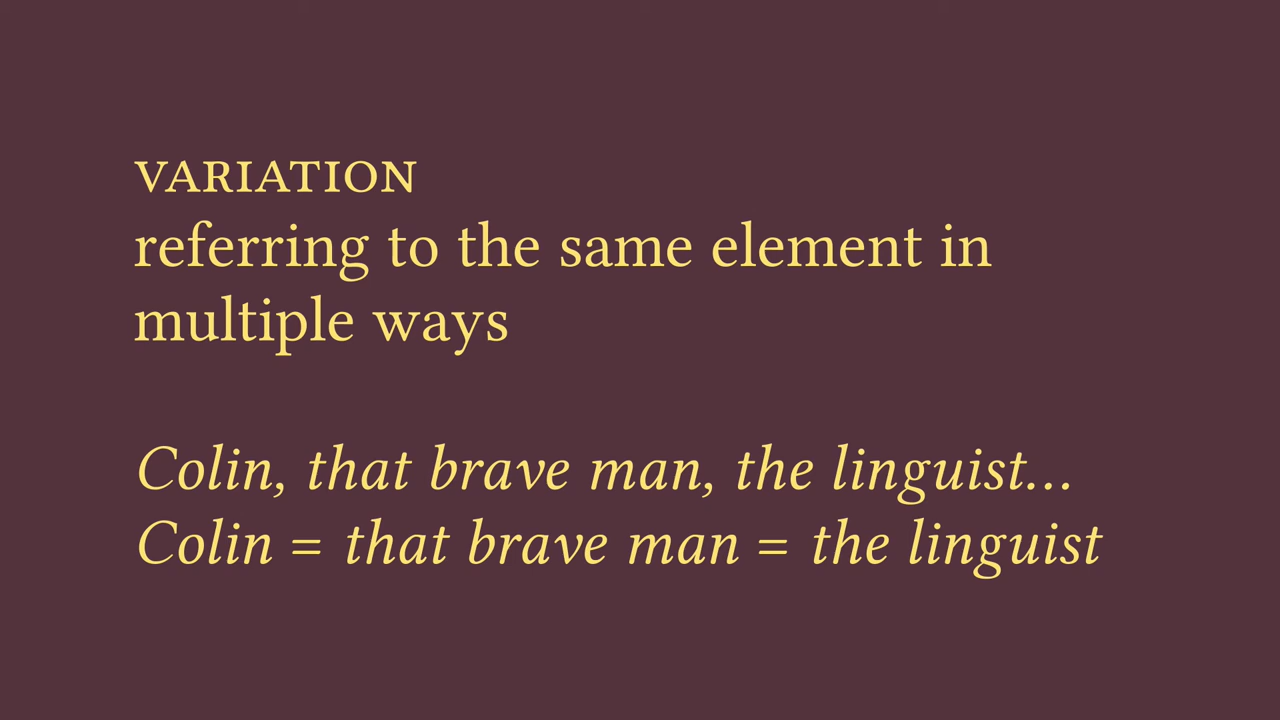 VARIATION
referring to the same element in
multiple ways
Colin, that brave man, the linguist…
Colin = that brave man = the linguist